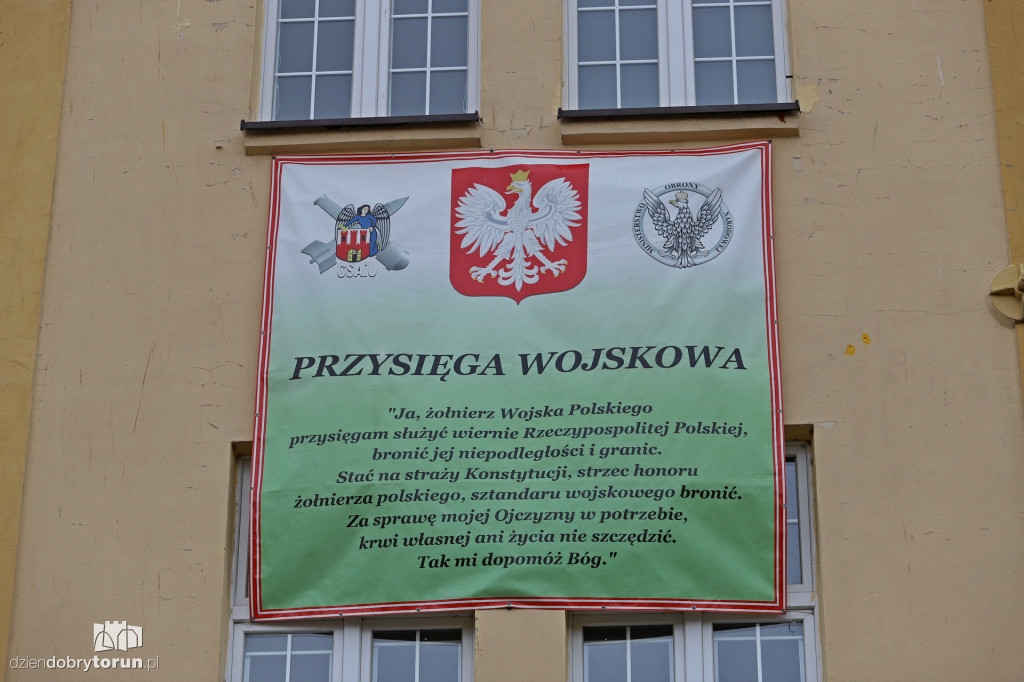 CSAiU
MINISTERSTWO OBRONY NARODOWEJ
PRZYSIĘGA WOJSKOWA
"Ja, żołnierz Wojska Polskiego
przysięgam służyć wiernie Rzeczypospolitej Polskiej,
bronić jej niepodległości i granic.
Stać na straży Konstytucji, strzec honoru
żołnierza polskiego, sztandaru wojskowego bronić.
Za sprawę mojej Ojczyzny w potrzebie,
krwi własnej ani życia nie szczędzić.
Tak mi dopomóż Bóg."
dziendobrytorun.pl